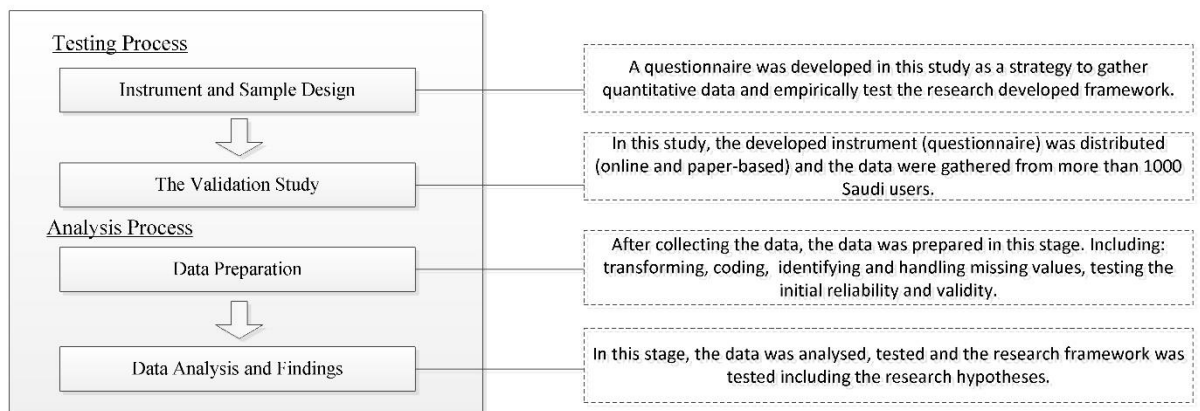 Testing Process
Instrument and Sample Design
A questionnaire was developed in this study as a strategy to gather
quantitative data and empirically test the research developed framework.
The Validation Study
In this study, the developed instrument (questionnaire) was distributed
(online and paper-based) and the data were gathered from more than 1000
Saudi users.
Analysis Process
Data Preparation
After collecting the data, the data was prepared in this stage. Including:
transforming, coding, identifying and handling missing values, testing the
initial reliability and validity.
Data Analysis and Findings
In this stage, the data was analysed, tested and the research framework was
tested including the research hypotheses.